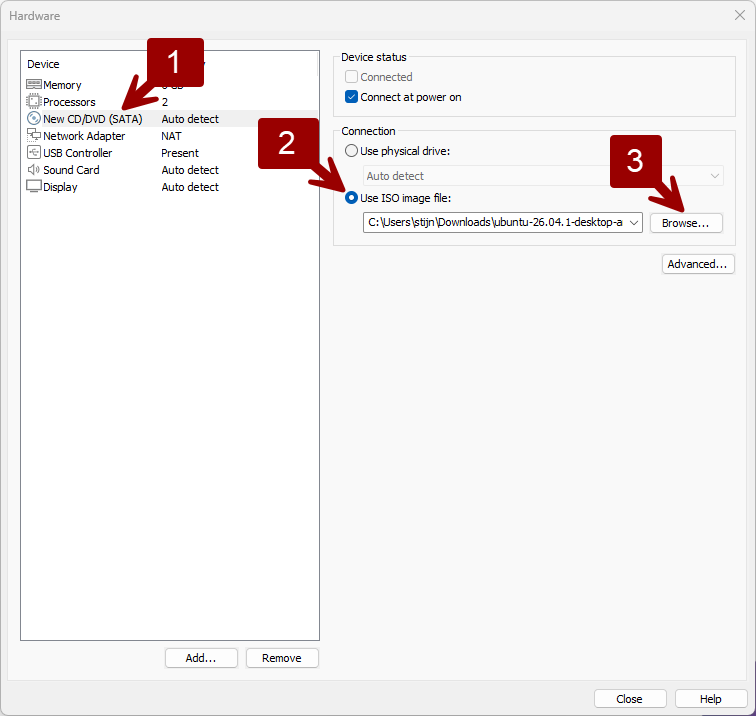 Hardware
Device
1
Memory
Processors 2
New CD/DVD (SATA) Auto detect
Network Adapter NAT
USB Controller Present
Sound Card Auto detect
Display Auto detect
Add...
Remove
Device status
Connected
Connect at power on
Connection
2
Use physical drive:
Auto detect
3
Use ISO image file:
C:\Users\stijn\Downloads\ubuntu-26.04.1-desktop-a
Browse...
Advanced...
Close
Help